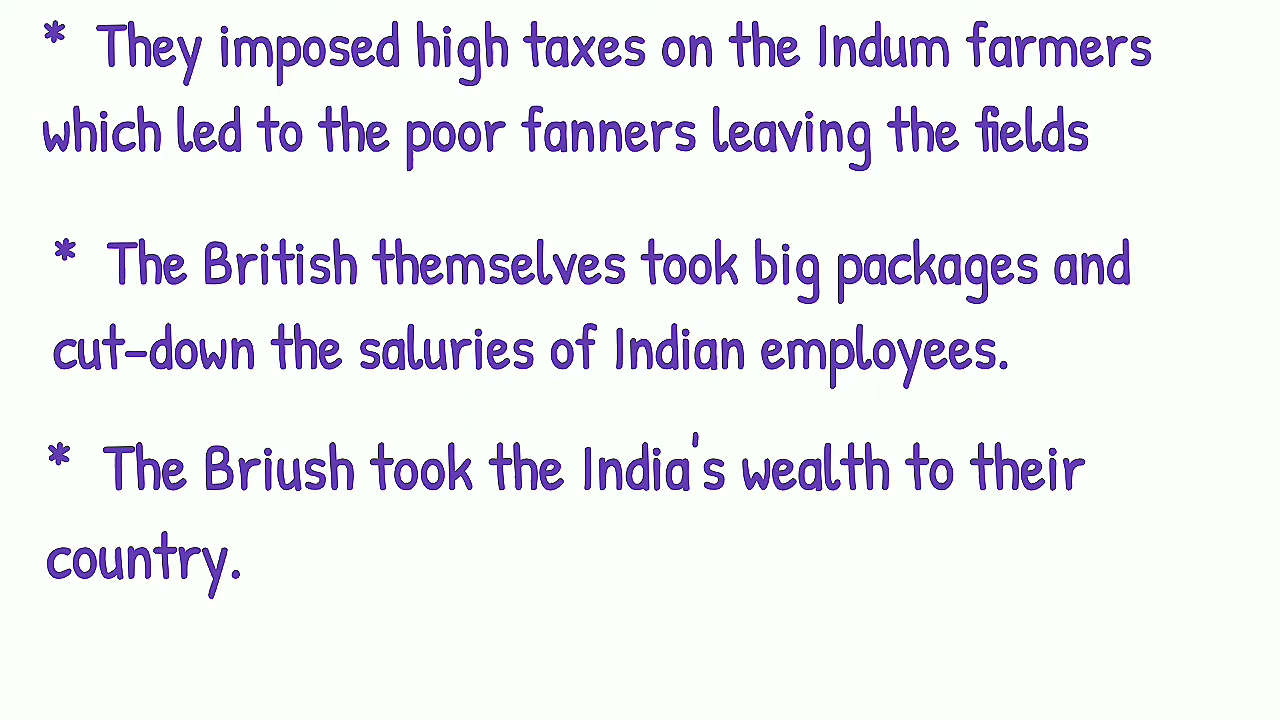 * They imposed high taxes on the Indum farmers
which led to the poor fanners leaving the fields
* The British themselves took big packages and
cut-down the saluries of Indian employees.
* The Briush took the India's wealth to their
country.